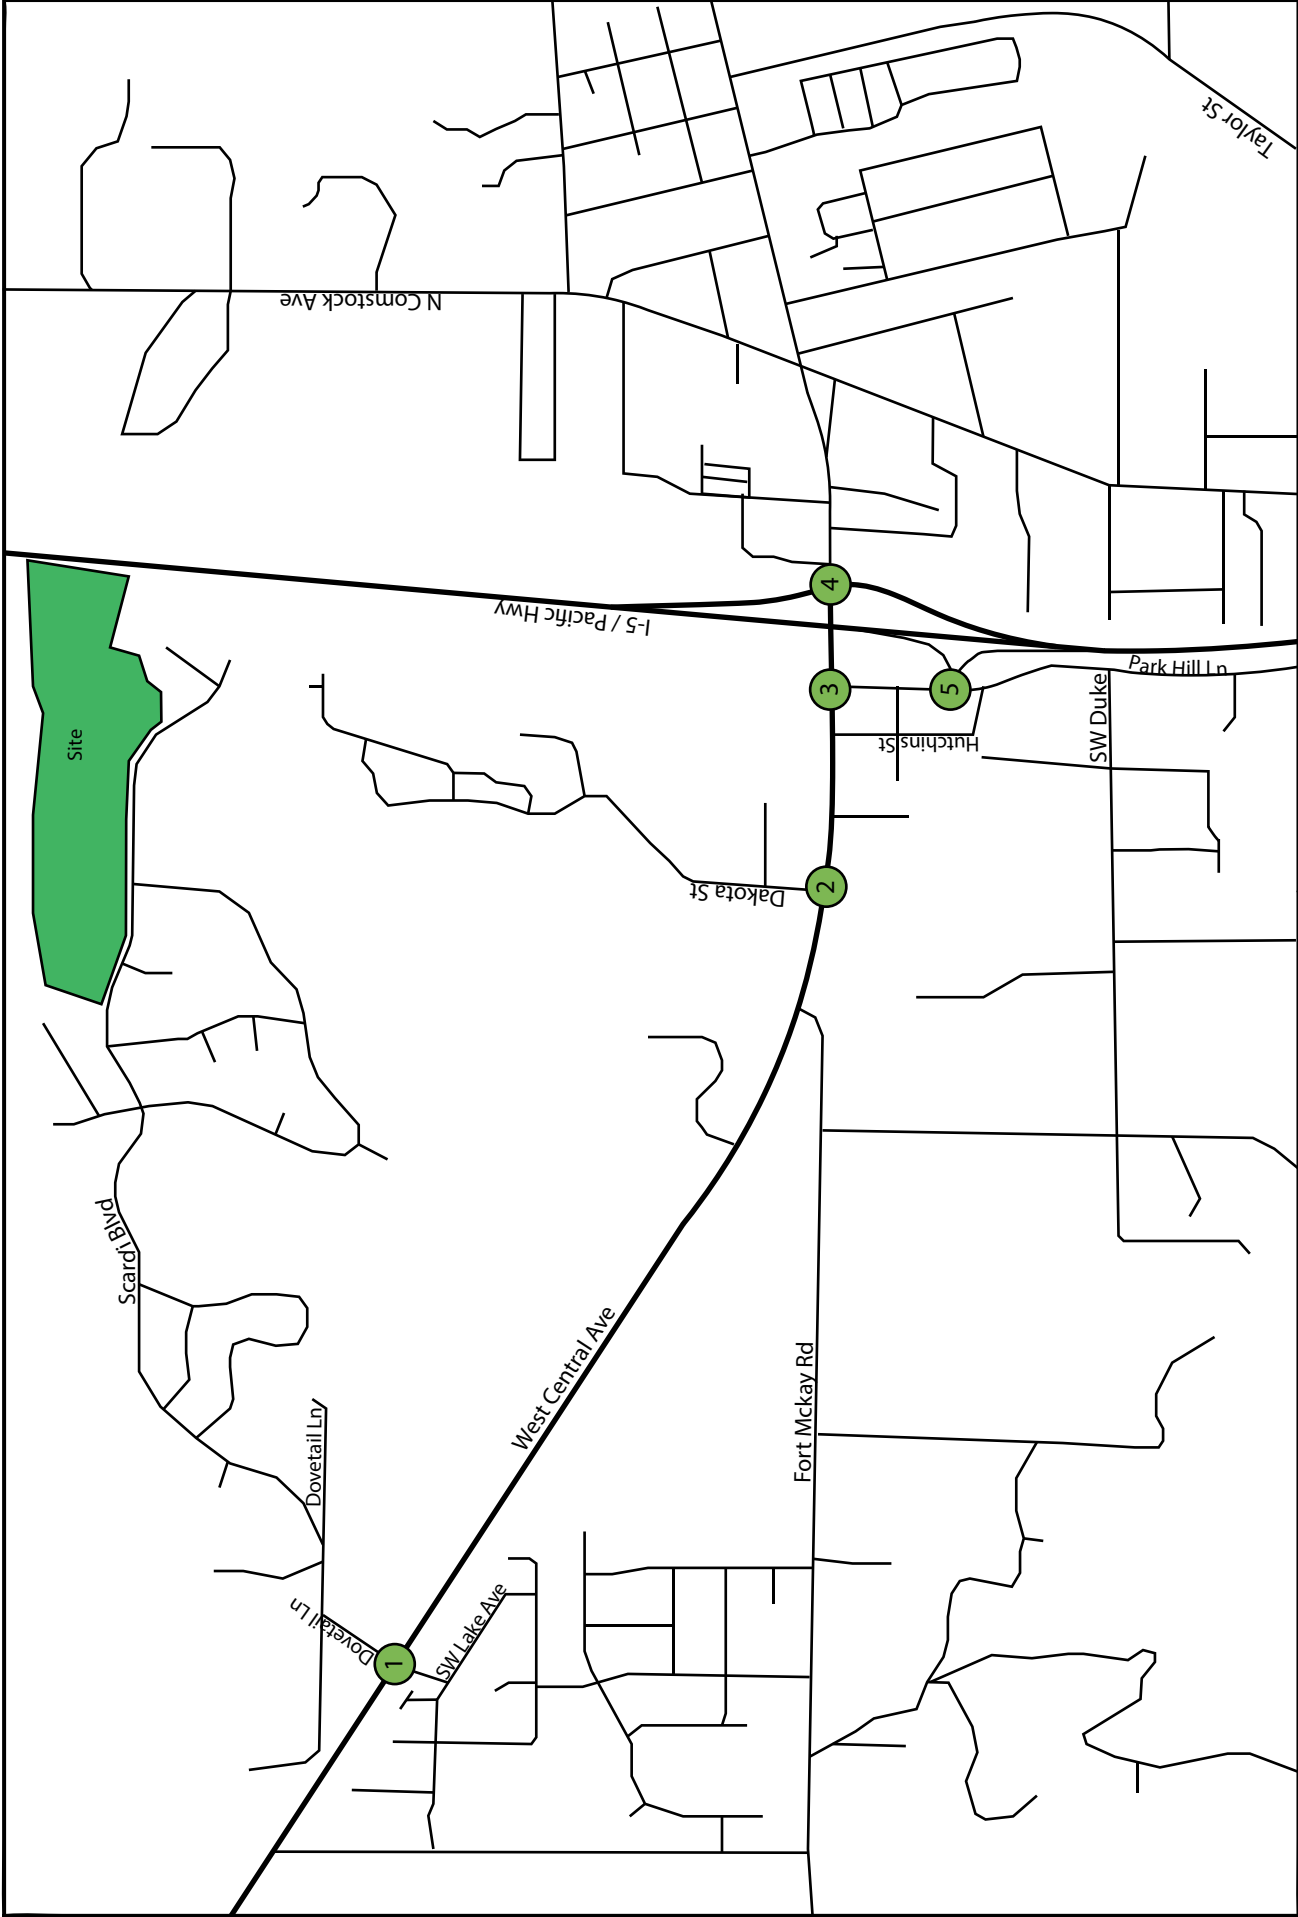 Taylor St
N Comstock Ave
I-5 / Pacific Hwy
4
Park Hill Ln
3
5
SW Duke
Site
Hutchins St
2
Dakota St
Scardi Blvd
West Central Ave
Fort Mckay Rd
Dovetail Ln
Dovetail Ln
SW Lake Ave
1